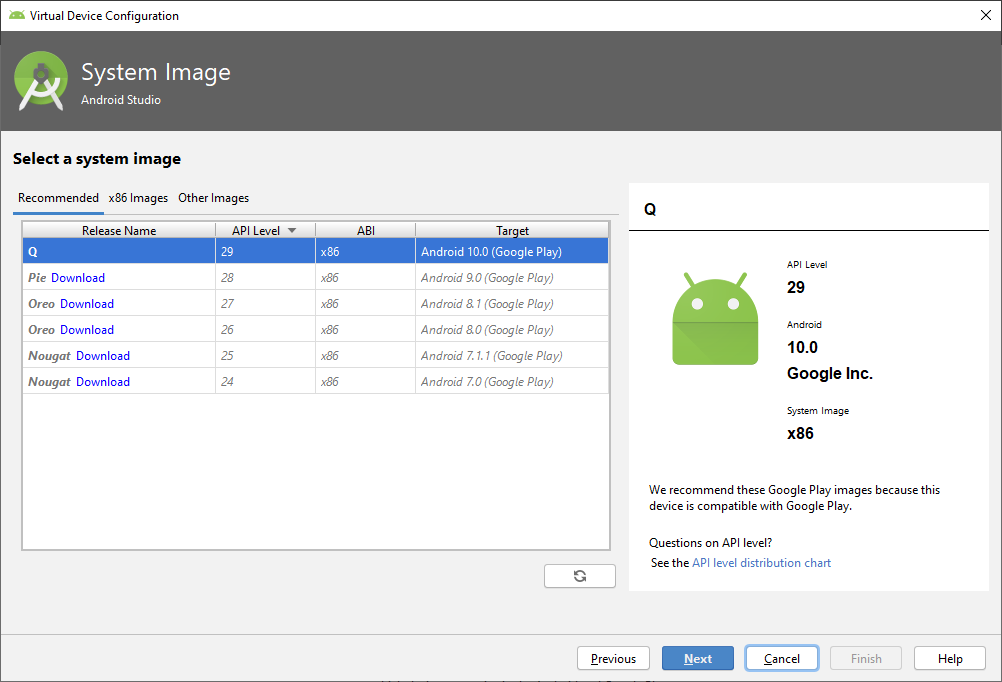 Virtual Device Configuration
System Image
Android Studio
Select a system image
Recommended x86 Images Other Images
Release Name API Level ABI Target
Q 29 x86 Android 10.0 (Google Play)
Pie Download 28 x86 Android 9.0 (Google Play)
Oreo Download 27 x86 Android 8.1 (Google Play)
Oreo Download 26 x86 Android 8.0 (Google Play)
Nougat Download 25 x86 Android 7.1.1 (Google Play)
Nougat Download 24 x86 Android 7.0 (Google Play)
Q
API Level
29
Android
10.0
Google Inc.
System Image
x86
We recommend these Google Play images because this
device is compatible with Google Play.
Questions on API level?
See the API level distribution chart
Previous Next Cancel Finish Help